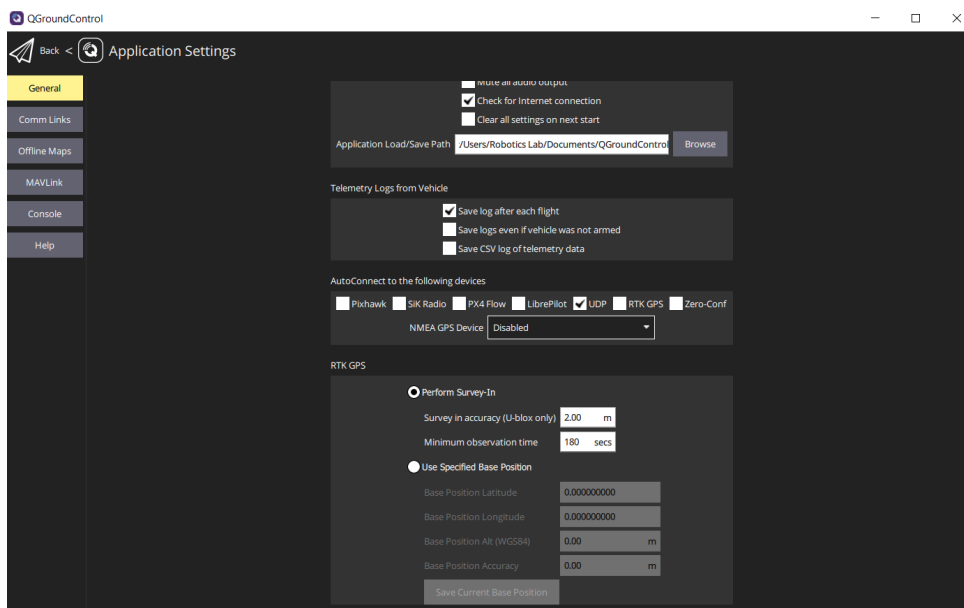 QGroundControl
Back < Application Settings
General
Comm Links
Offline Maps
MAVLink
Console
Help
Mute all audio output
Check for Internet connection
Clear all settings on next start
Application Load/Save Path /Users/Robotics Lab/Documents/QGroundControl Browse
Telemetry Logs from Vehicle
Save log after each flight
Save logs even if vehicle was not armed
Save CSV log of telemetry data
AutoConnect to the following devices
Pixhawk SiK Radio PX4 Flow LibrePilot UDP RTK GPS Zero-Conf
NMEA GPS Device Disabled
RTK GPS
Perform Survey-In
Survey in accuracy (U-blox only) 2.00 m
Minimum observation time 180 secs
Use Specified Base Position
Base Position Latitude 0.000000000
Base Position Longitude 0.000000000
Base Position Alt (WGS84) 0.00 m
Base Position Accuracy 0.00 m
Save Current Base Position